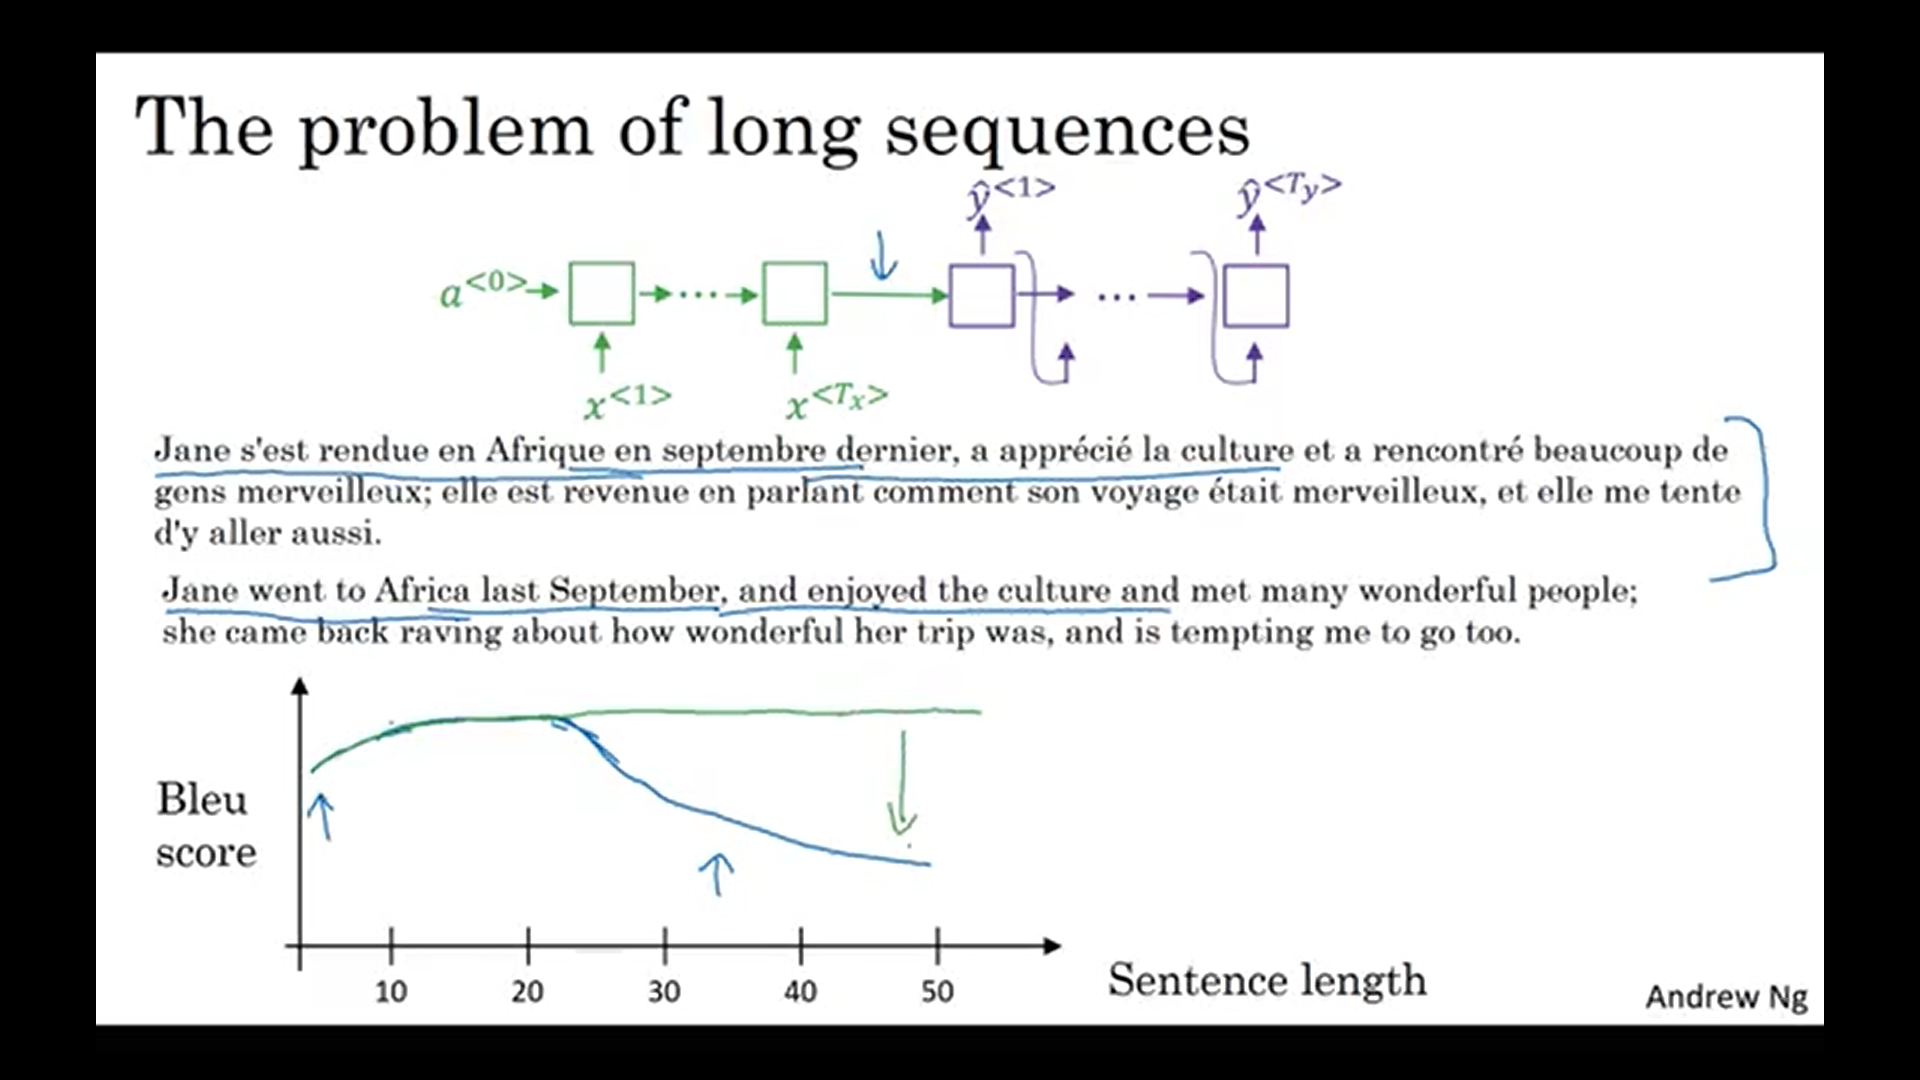 The problem of long sequences
ŷ<1> ŷ<Ty>
a<0> ... ...
x<1> x<Tx>
Jane s'est rendue en Afrique en septembre dernier, a apprécié la culture et a rencontré beaucoup de
gens merveilleux; elle est revenue en parlant comment son voyage était merveilleux, et elle me tente
d'y aller aussi.
Jane went to Africa last September, and enjoyed the culture and met many wonderful people;
she came back raving about how wonderful her trip was, and is tempting me to go too.
Bleu
score
10 20 30 40 50
Sentence length
Andrew Ng